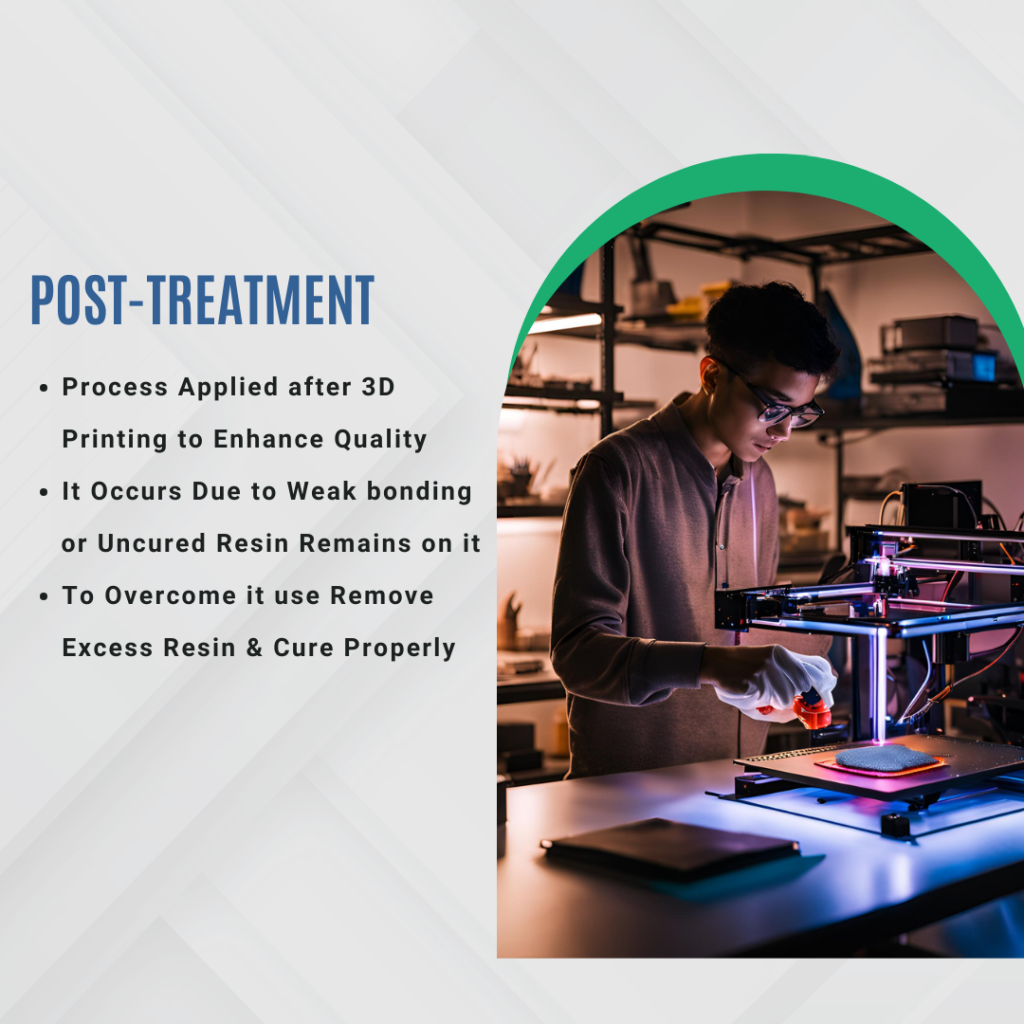 POST-TREATMENT
• Process Applied after 3D
Printing to Enhance Quality
• It Occurs Due to Weak bonding
or Uncured Resin Remains on it
• To Overcome it use Remove
Excess Resin & Cure Properly